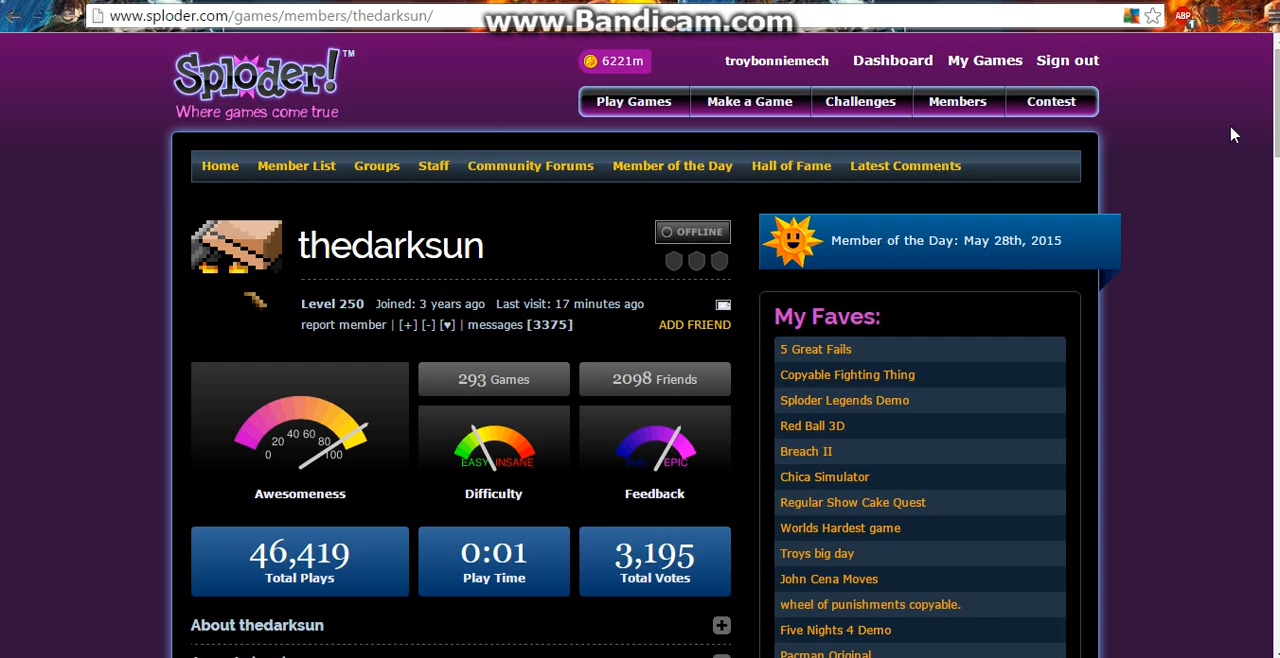 www.sploder.com/games/members/thedarksun/
www.Bandicam.com
ABP
1
Sploder!™
Where games come true
6221m
troybonniemech
Dashboard
My Games
Sign out
Play Games
Make a Game
Challenges
Members
Contest
Home
Member List
Groups
Staff
Community Forums
Member of the Day
Hall of Fame
Latest Comments
thedarksun
OFFLINE
Level 250 Joined: 3 years ago Last visit: 17 minutes ago
report member | [+] [-] [♥] | messages [3375]
ADD FRIEND
293 Games
2098 Friends
0 20 40 60 80 100
Awesomeness
EASY INSANE
Difficulty
EPIC
Feedback
46,419
Total Plays
0:01
Play Time
3,195
Total Votes
About thedarksun
Member of the Day: May 28th, 2015
My Faves:
5 Great Fails
Copyable Fighting Thing
Sploder Legends Demo
Red Ball 3D
Breach II
Chica Simulator
Regular Show Cake Quest
Worlds Hardest game
Troys big day
John Cena Moves
wheel of punishments copyable.
Five Nights 4 Demo
Pacman Original